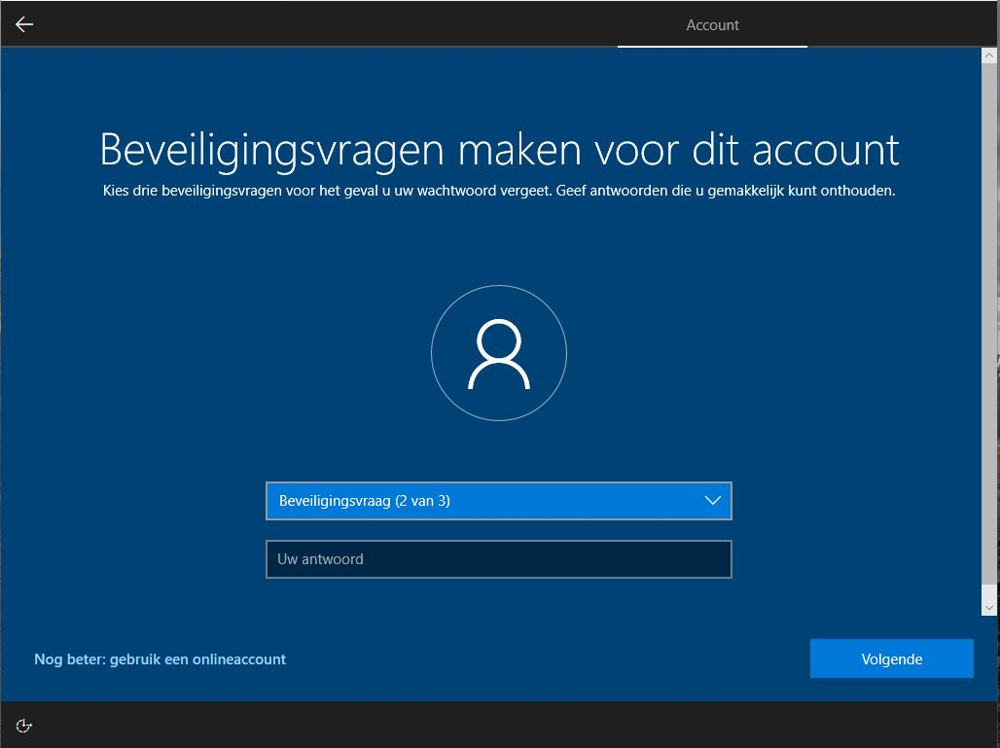 Account
Beveiligingsvragen maken voor dit account
Kies drie beveiligingsvragen voor het geval u uw wachtwoord vergeet. Geef antwoorden die u gemakkelijk kunt onthouden.
Beveiligingsvraag (2 van 3)
Uw antwoord
Nog beter: gebruik een onlineaccount
Volgende